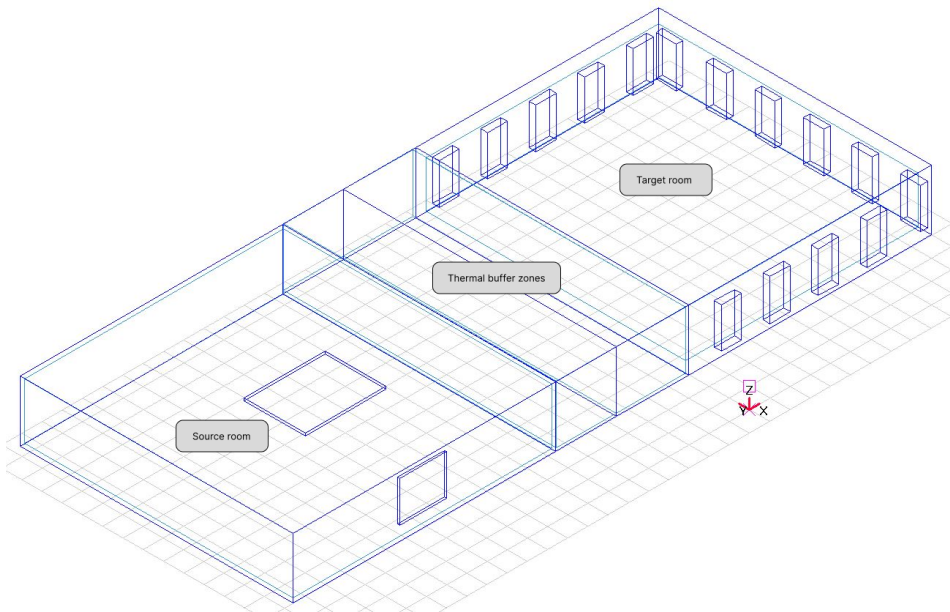 Target room
Thermal buffer zones
Source room
Z
Y X